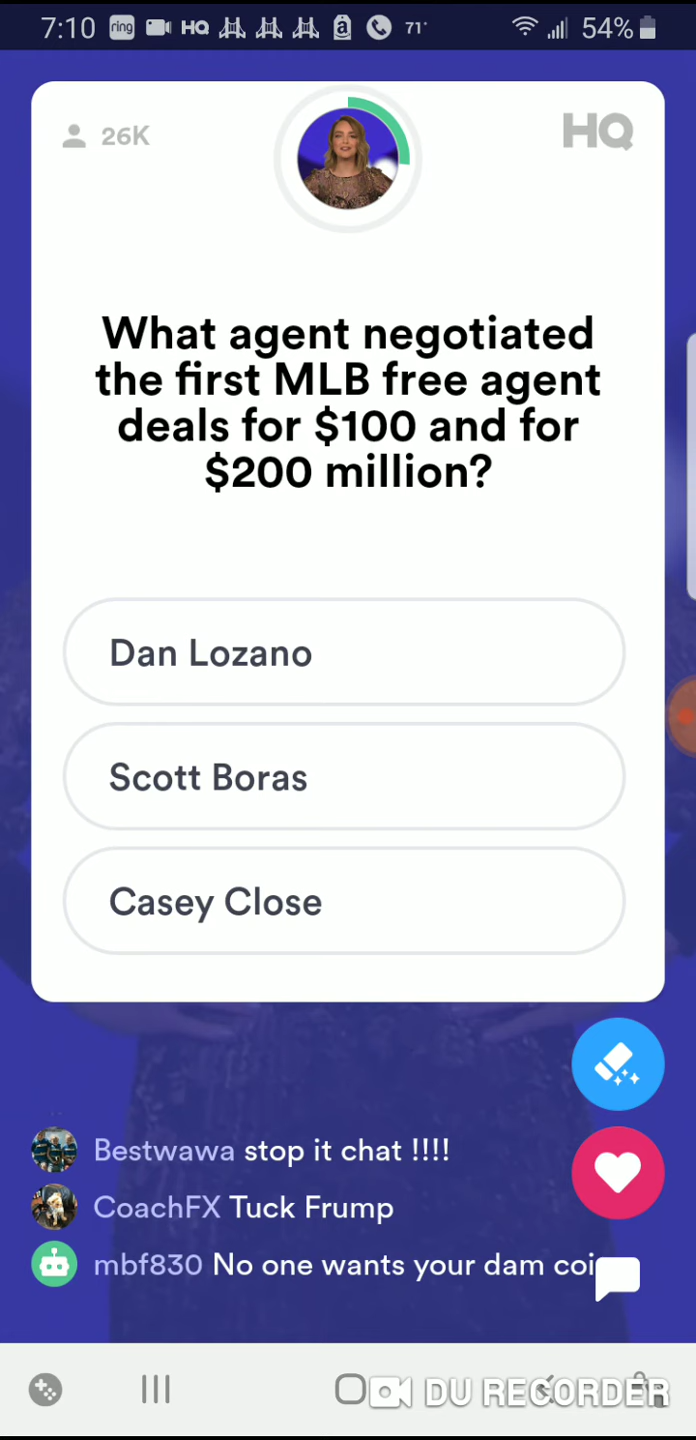 7:10 ring HQ a 71° 54%
26K HQ
What agent negotiated
the first MLB free agent
deals for $100 and for
$200 million?
Dan Lozano
Scott Boras
Casey Close
Bestwawa stop it chat !!!!
CoachFX Tuck Frump
mbf830 No one wants your dam coi
DU RECORDER